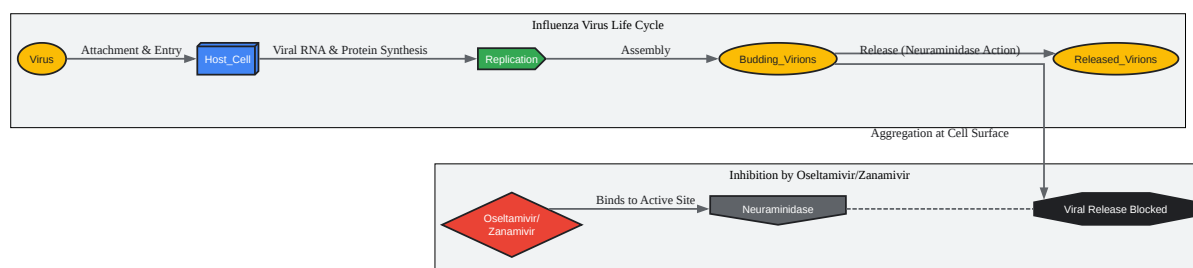 Influenza Virus Life Cycle
Virus
Attachment & Entry
Host_Cell
Viral RNA & Protein Synthesis
Replication
Assembly
Budding_Virions
Release (Neuraminidase Action)
Released_Virions
Aggregation at Cell Surface
Inhibition by Oseltamivir/Zanamivir
Oseltamivir/
Zanamivir
Binds to Active Site
Neuraminidase
Viral Release Blocked